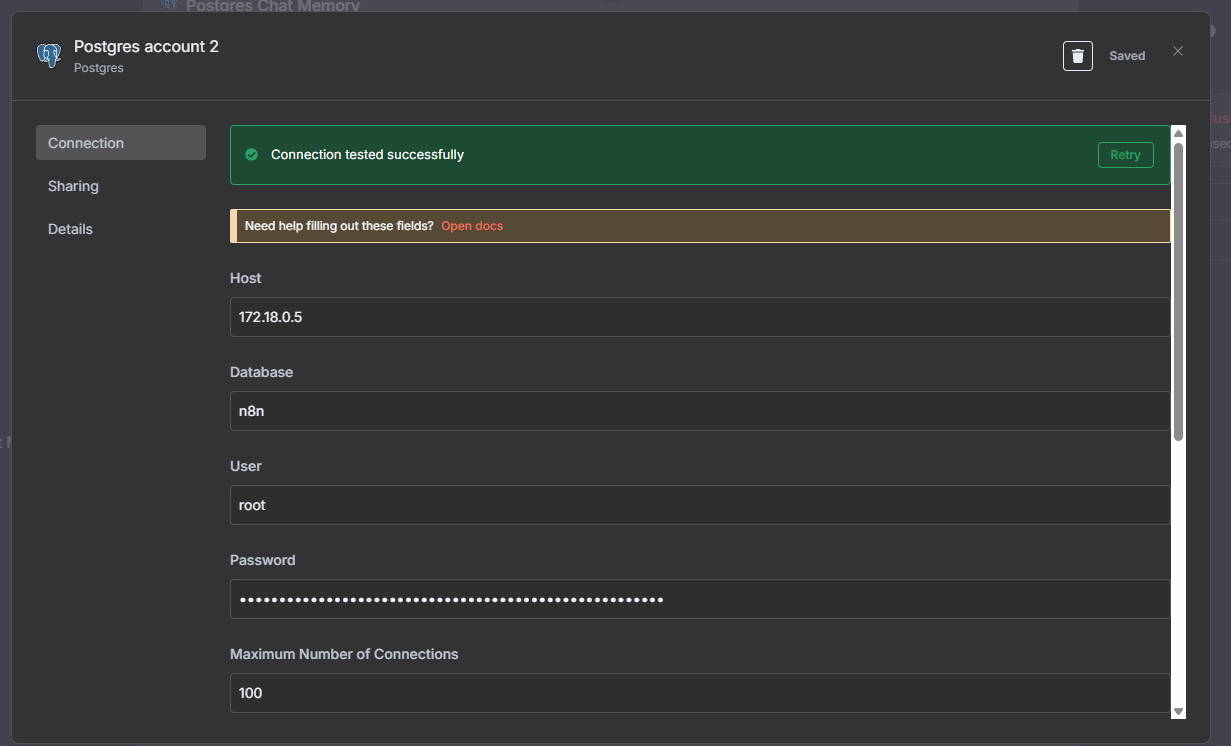 Postgres Chat Memory
Postgres account 2
Postgres
Saved
Connection
Sharing
Details
Connection tested successfully
Retry
Need help filling out these fields? Open docs
Host
172.18.0.5
Database
n8n
User
root
Password
••••••••••••••••••••••••••••••••••••••••••••••••••••••
Maximum Number of Connections
100